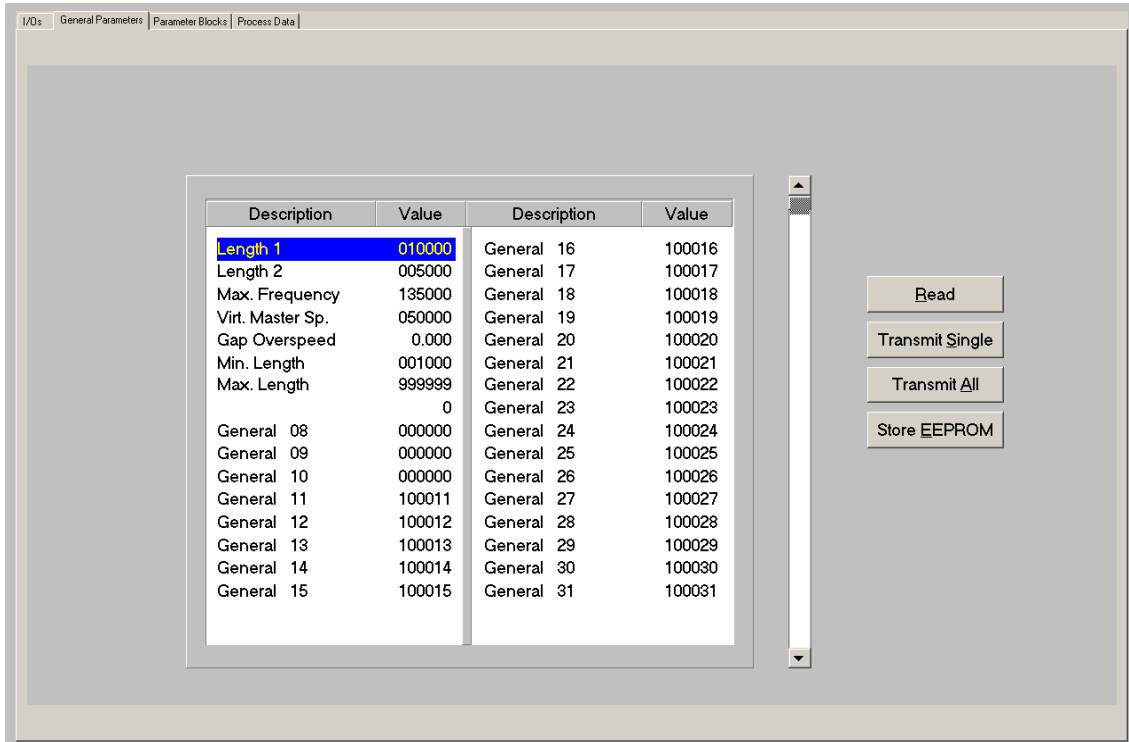 I/Os General Parameters Parameter Blocks Process Data
Description Value Description Value
Length 1 010000 General 16 100016
Length 2 005000 General 17 100017
Max. Frequency 135000 General 18 100018
Virt. Master Sp. 050000 General 19 100019
Gap Overspeed 0.000 General 20 100020
Min. Length 001000 General 21 100021
Max. Length 999999 General 22 100022
0 General 23 100023
General 08 000000 General 24 100024
General 09 000000 General 25 100025
General 10 000000 General 26 100026
General 11 100011 General 27 100027
General 12 100012 General 28 100028
General 13 100013 General 29 100029
General 14 100014 General 30 100030
General 15 100015 General 31 100031
Read
Transmit Single
Transmit All
Store EEPROM